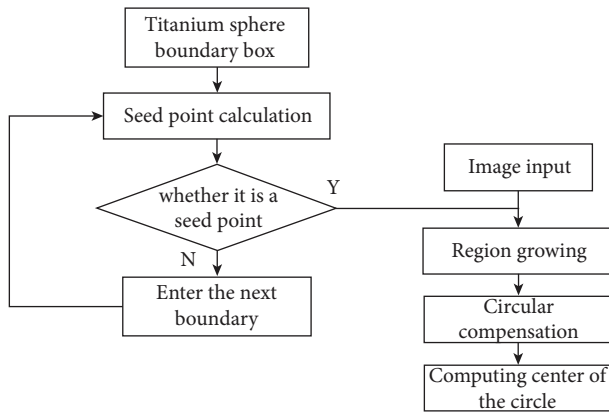 Titanium sphere
boundary box
Seed point calculation
whether it is a
seed point
Y
N
Enter the next
boundary
Image input
Region growing
Circular
compensation
Computing center of
the circle